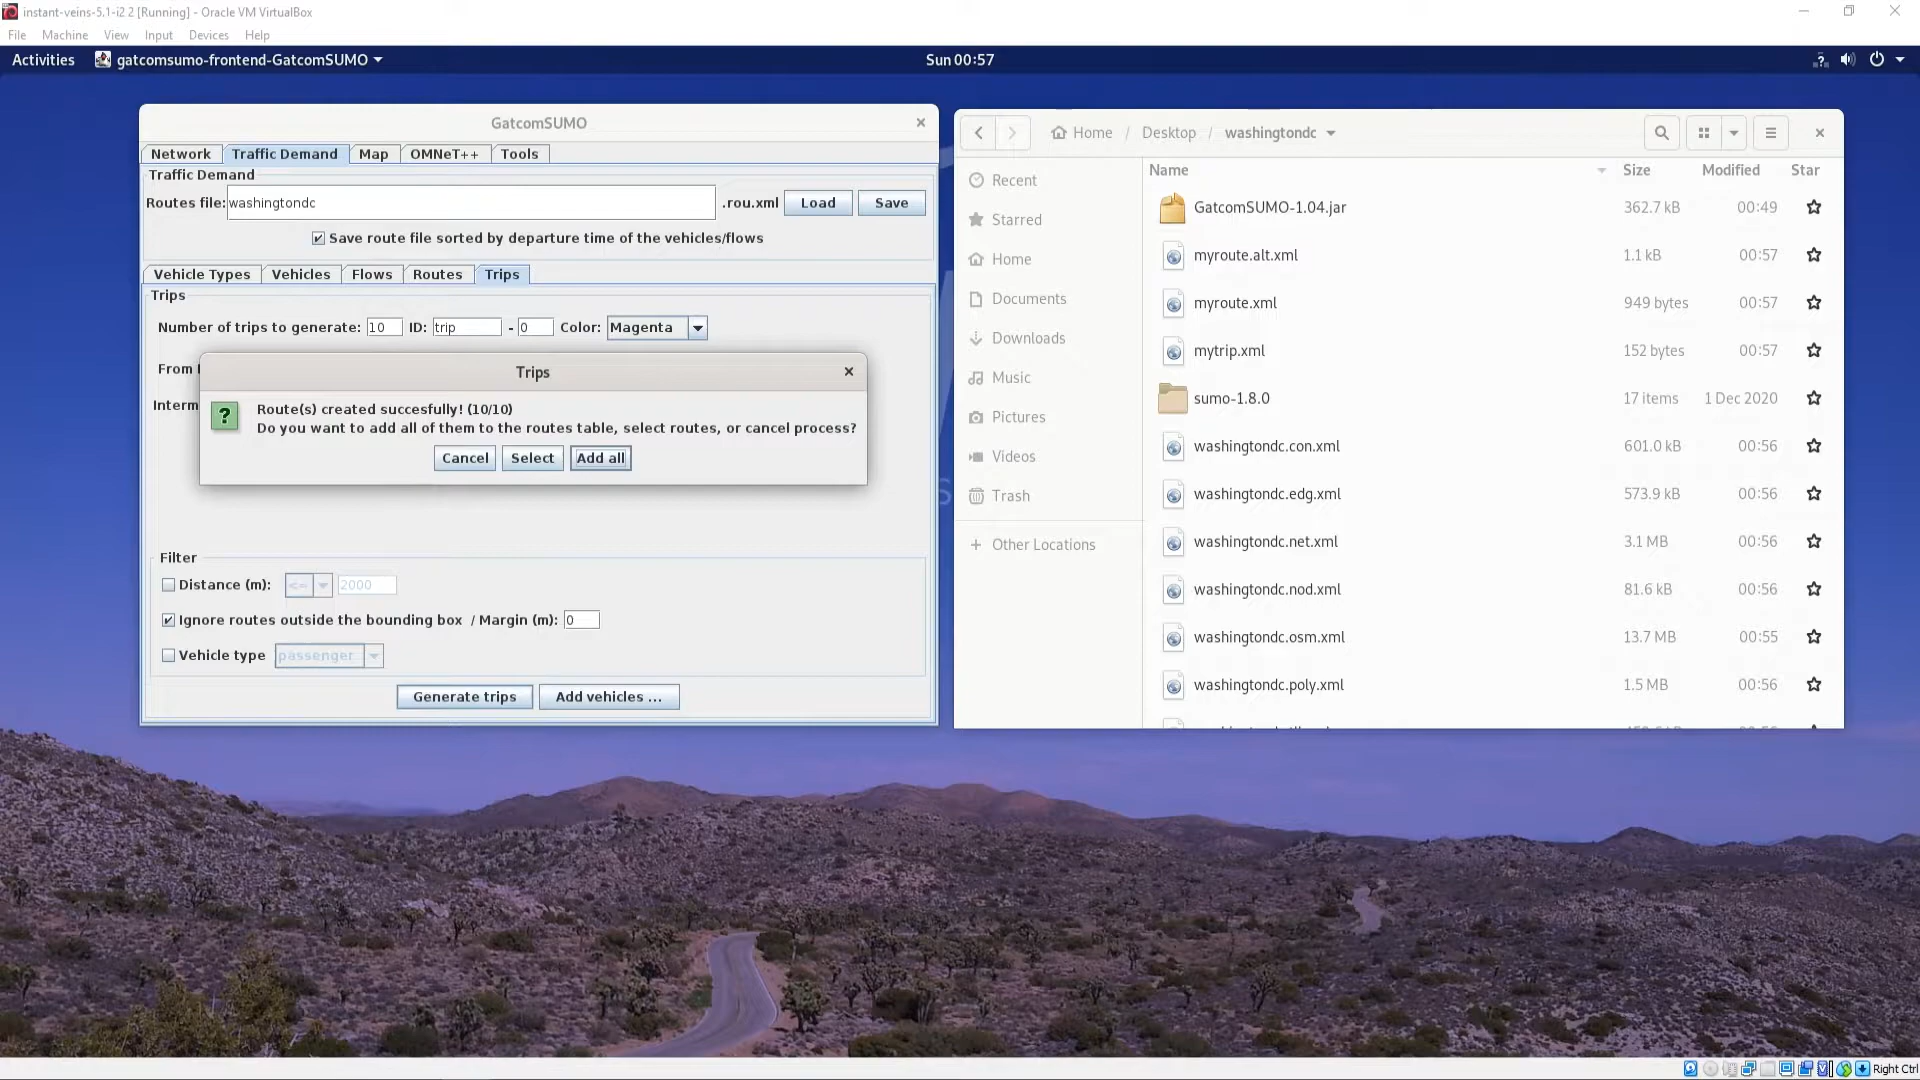 instant-veins-5.1-i2 2 [Running] - Oracle VM VirtualBox
File Machine View Input Devices Help
Activities gatcomsumo-frontend-GatcomSUMO Sun 00:57
GatcomSUMO
Network Traffic Demand Map OMNeT++ Tools
Traffic Demand
Routes file: washingtondc .rou.xml Load Save
Save route file sorted by departure time of the vehicles/flows
Vehicle Types Vehicles Flows Routes Trips
Trips
Number of trips to generate: 10 ID: trip - 0 Color: Magenta
From
Interm
Trips
Route(s) created succesfully! (10/10)
Do you want to add all of them to the routes table, select routes, or cancel process?
Cancel Select Add all
Filter
Distance (m): <= 2000
Ignore routes outside the bounding box / Margin (m): 0
Vehicle type passenger
Generate trips Add vehicles ...
Home / Desktop / washingtondc
Recent
Starred
Home
Documents
Downloads
Music
Pictures
Videos
Trash
+ Other Locations
Name Size Modified Star
GatcomSUMO-1.04.jar 362.7 kB 00:49
myroute.alt.xml 1.1 kB 00:57
myroute.xml 949 bytes 00:57
mytrip.xml 152 bytes 00:57
sumo-1.8.0 17 items 1 Dec 2020
washingtondc.con.xml 601.0 kB 00:56
washingtondc.edg.xml 573.9 kB 00:56
washingtondc.net.xml 3.1 MB 00:56
washingtondc.nod.xml 81.6 kB 00:56
washingtondc.osm.xml 13.7 MB 00:55
washingtondc.poly.xml 1.5 MB 00:56
Right Ctrl